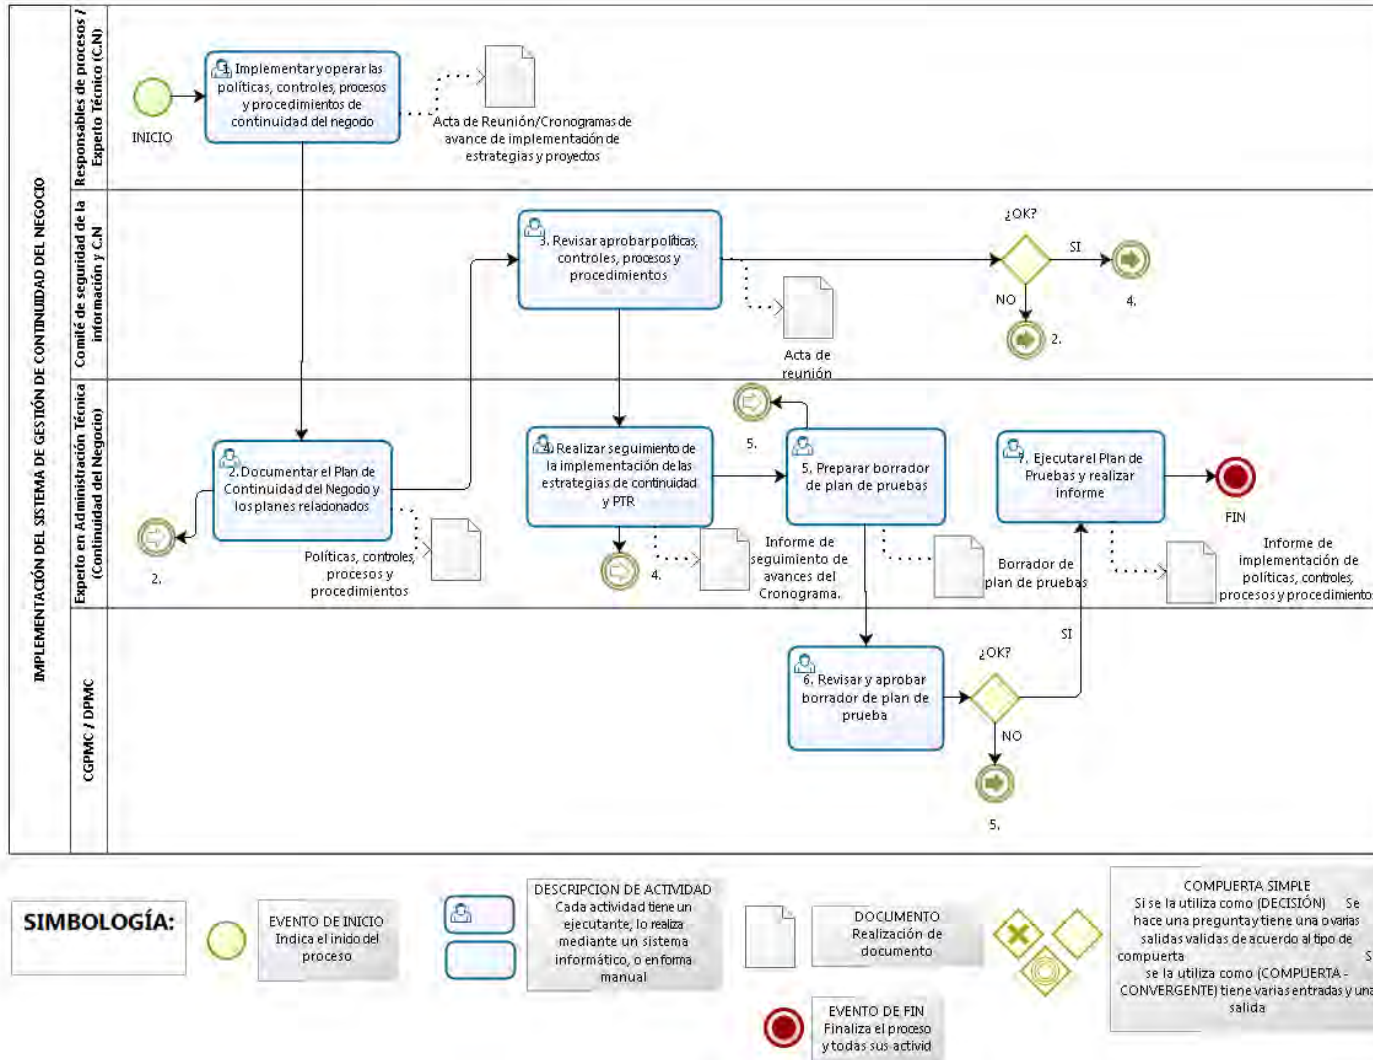 IMPLEMENTACIÓN DEL SISTEMA DE GESTIÓN DE CONTINUIDAD DEL NEGOCIO
Responsables de procesos /
Experto Técnico (C.N)
INICIO
1. Implementar y operar las
políticas, controles, procesos
y procedimientos de
continuidad del negocio
Acta de Reunión/Cronogramas de
avance de implementación de
estrategias y proyectos
Comité de seguridad de la
información y C.N
3. Revisar aprobar políticas,
controles, procesos y
procedimientos
Acta de
reunión
¿OK?
SI
4.
NO
2.
Experto en Administración Técnica
(Continuidad del Negocio)
2. Documentar el Plan de
Continuidad del Negocio y
los planes relacionados
2.
Políticas, controles,
procesos y
procedimientos
4. Realizar seguimiento de
la implementación de las
estrategias de continuidad
y PTR
4.
Informe de
seguimiento de
avances del
Cronograma.
5.
5. Preparar borrador
de plan de pruebas
Borrador de
plan de pruebas
7. Ejecutar el Plan de
Pruebas y realizar
informe
FIN
Informe de
implementación de
políticas, controles,
procesos y procedimientos
CGPMC / DPMC
6. Revisar y aprobar
borrador de plan de
prueba
¿OK?
SI
NO
5.
SIMBOLOGÍA:
EVENTO DE INICIO
Indica el inido del
proceso
DESCRIPCION DE ACTIVIDAD
Cada actividad tiene un
ejecutante, lo realiza
mediante un sistema
informático, o en forma
manual
DOCUMENTO
Realización de
documento
EVENTO DE FIN
Finaliza el proceso
y todas sus activid
COMPUERTA SIMPLE
Si se la utiliza como (DECISIÓN) Se
hace una pregunta y tiene una o varias
salidas validas de acuerdo al tipo de
compuerta S
se la utiliza como (COMPUERTA -
CONVERGENTE) tiene varias entradas y una
salida